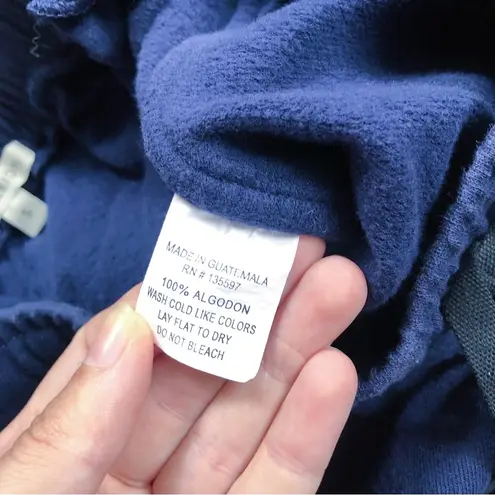 MADE IN GUATEMALA
RN # 135597
100% ALGODON
WASH COLD LIKE COLORS
LAY FLAT TO DRY
DO NOT BLEACH